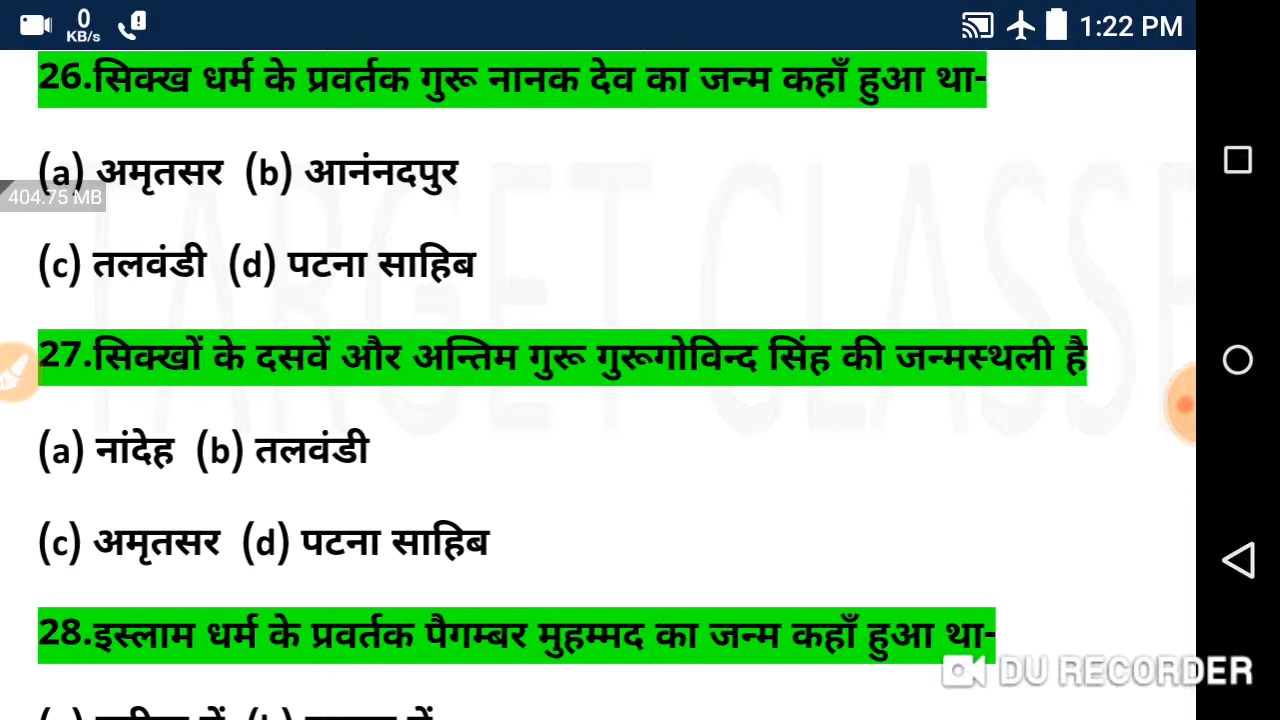 0
KB/s
1:22 PM
26.सिक्ख धर्म के प्रवर्तक गुरू नानक देव का जन्म कहाँ हुआ था-
(a) अमृतसर (b) आनंनदपुर
404.75 MB
(c) तलवंडी (d) पटना साहिब
TARGET CLASSE
27.सिक्खों के दसवें और अन्तिम गुरू गुरूगोविन्द सिंह की जन्मस्थली है
(a) नांदेह (b) तलवंडी
(c) अमृतसर (d) पटना साहिब
28.इस्लाम धर्म के प्रवर्तक पैगम्बर मुहम्मद का जन्म कहाँ हुआ था-
DU RECORDER